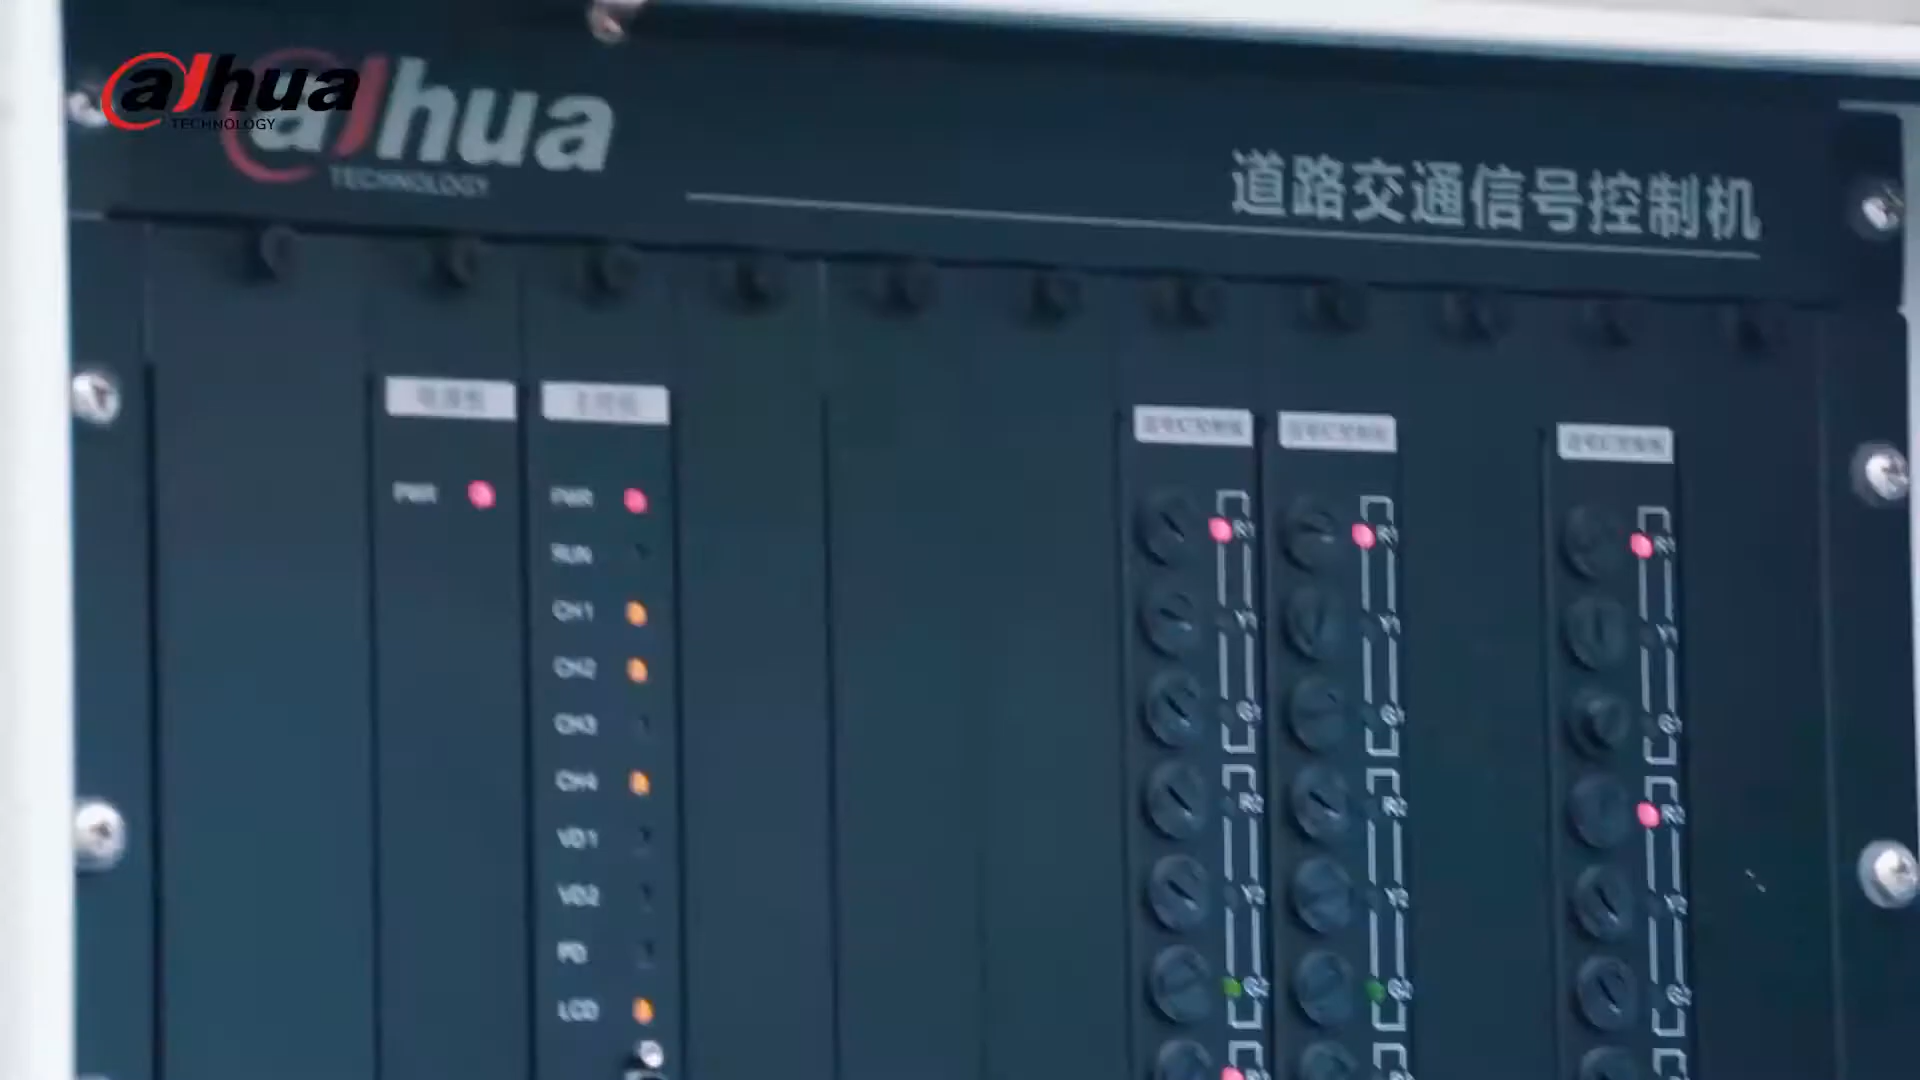 alhua
TECHNOLOGY
alhua
TECHNOLOGY
道路交通信号控制机
PWR
PWR
RUN
CH1
CH2
CH3
CH4
VD1
VD2
PD
LCD
R1
Y1
G1
R2
Y2
G2
R1
Y1
G1
R2
Y2
G2
R1
Y1
G1
R2
Y2
G2